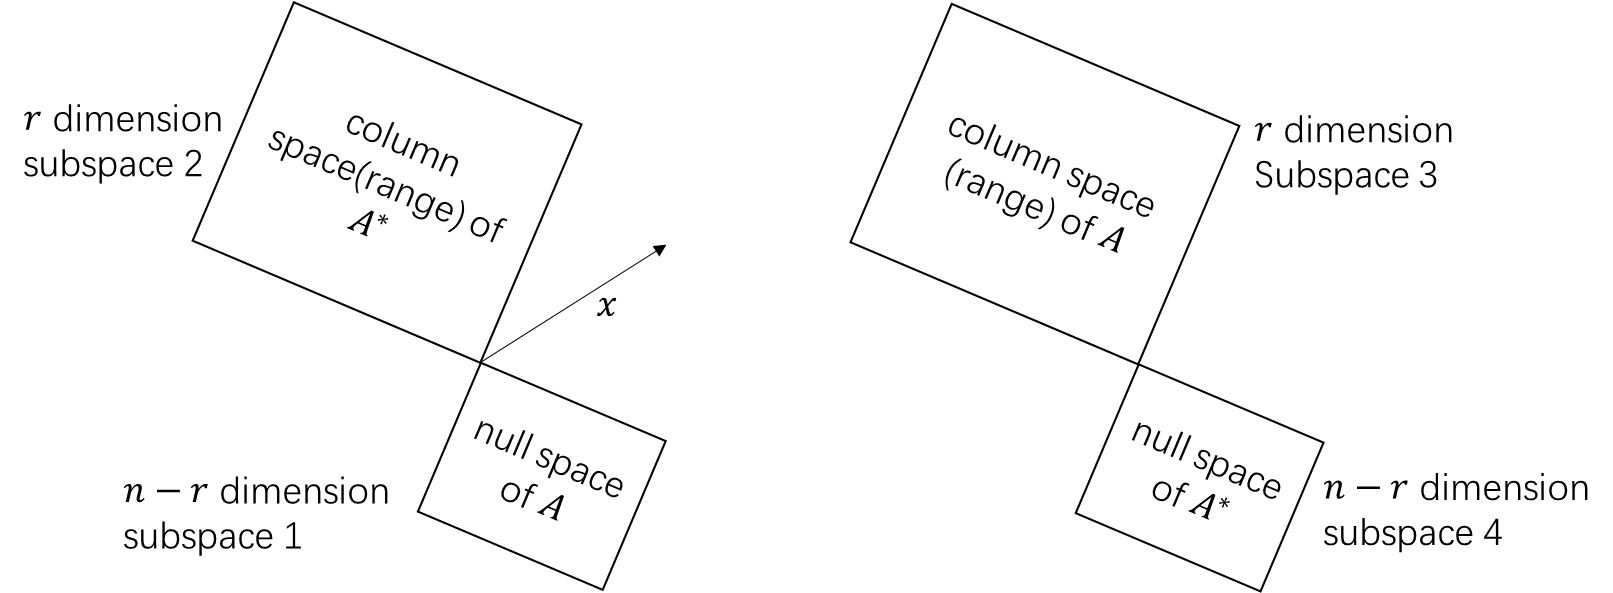 r dimension
subspace 2
column
space(range) of
A*
x
n − r dimension
subspace 1
null space
of A
column space
(range) of A
r dimension
Subspace 3
null space
of A*
n − r dimension
subspace 4